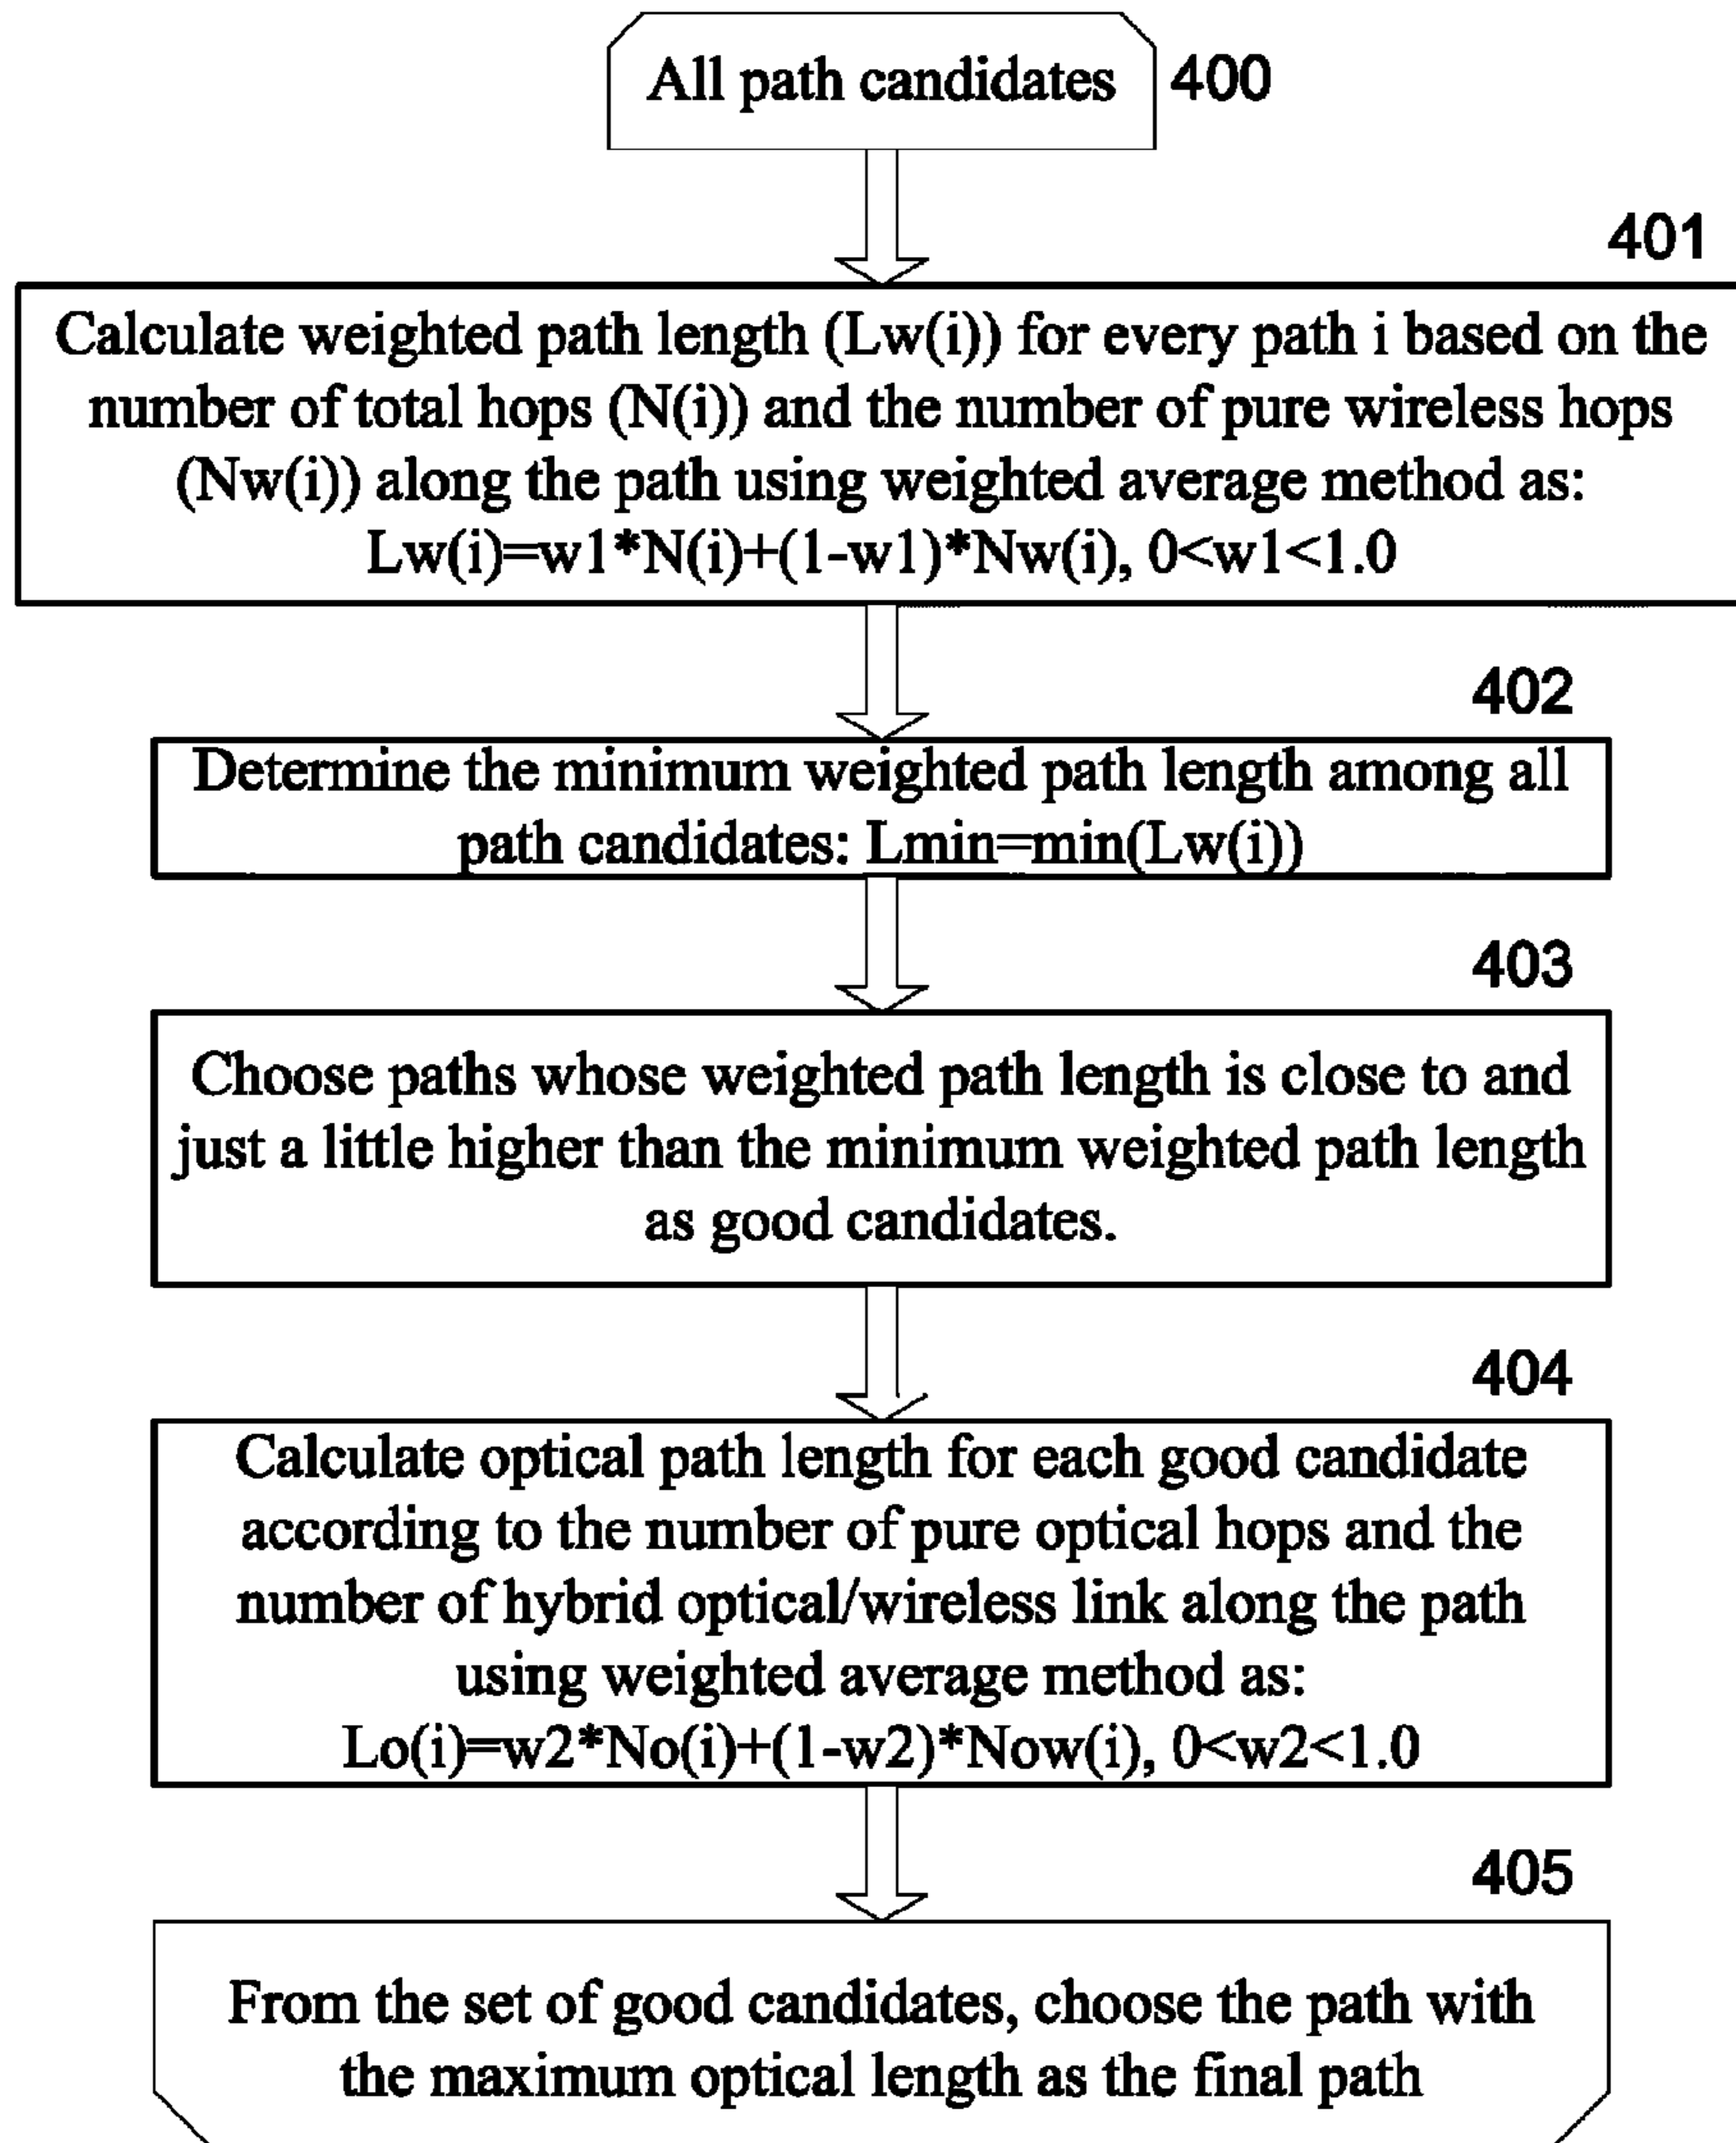 All path candidates 400
401
Calculate weighted path length (Lw(i)) for every path i based on the
number of total hops (N(i)) and the number of pure wireless hops
(Nw(i)) along the path using weighted average method as:
Lw(i)=w1*N(i)+(1-w1)*Nw(i), 0<w1<1.0
402
Determine the minimum weighted path length among all
path candidates: Lmin=min(Lw(i))
403
Choose paths whose weighted path length is close to and
just a little higher than the minimum weighted path length
as good candidates.
404
Calculate optical path length for each good candidate
according to the number of pure optical hops and the
number of hybrid optical/wireless link along the path
using weighted average method as:
Lo(i)=w2*No(i)+(1-w2)*Now(i), 0<w2<1.0
405
From the set of good candidates, choose the path with
the maximum optical length as the final path